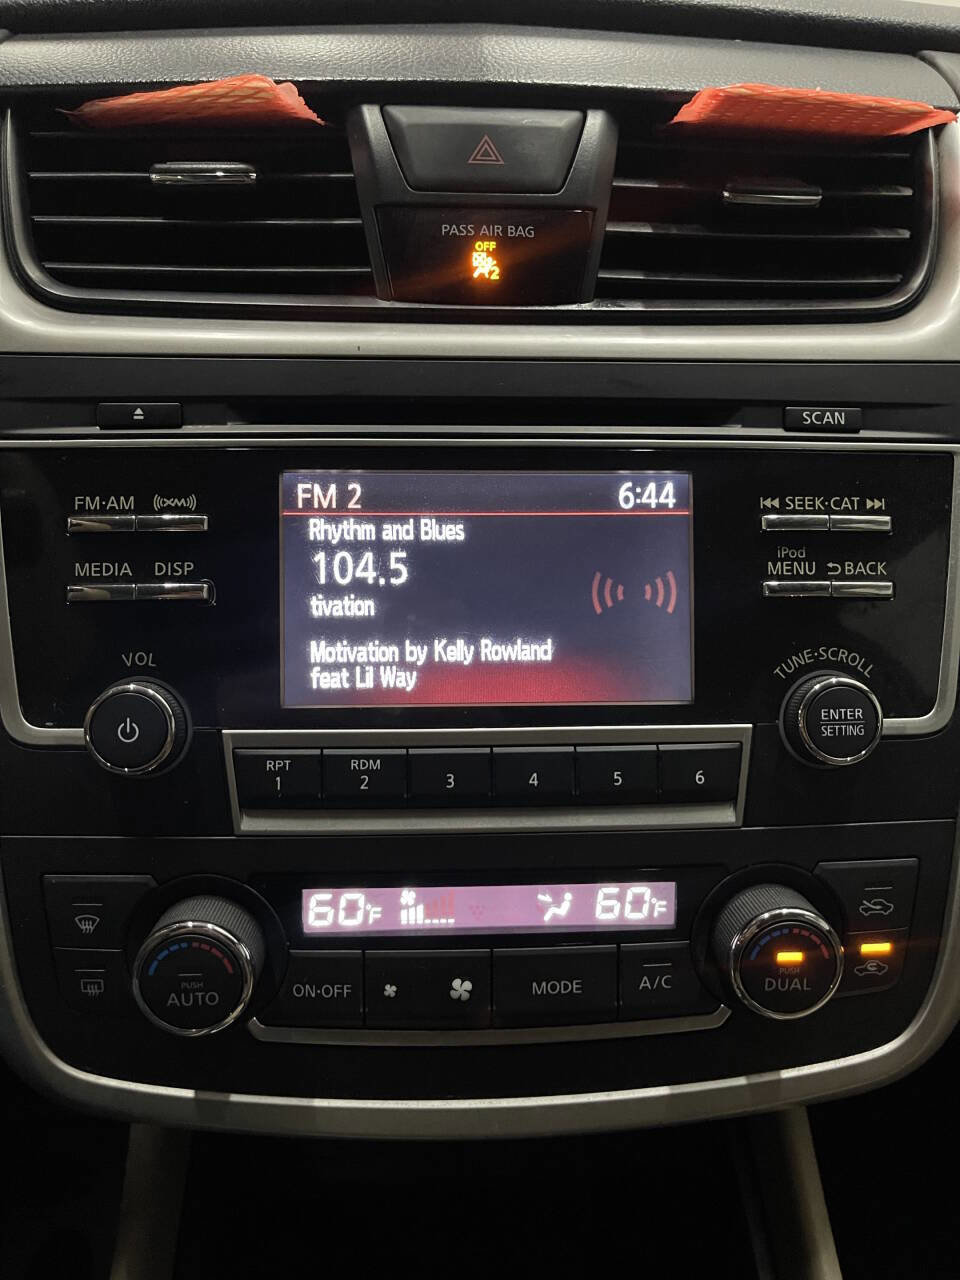 PASS AIR BAG
OFF
2
SCAN
FM·AM
XM
SEEK·CAT
MEDIA
DISP
iPod
MENU
BACK
FM 2
6:44
Rhythm and Blues
104.5
tivation
Motivation by Kelly Rowland
feat Lil Way
VOL
TUNE·SCROLL
ENTER
SETTING
RPT
1
RDM
2
3
4
5
6
60°F
60°F
PUSH
AUTO
ON·OFF
MODE
A/C
PUSH
DUAL